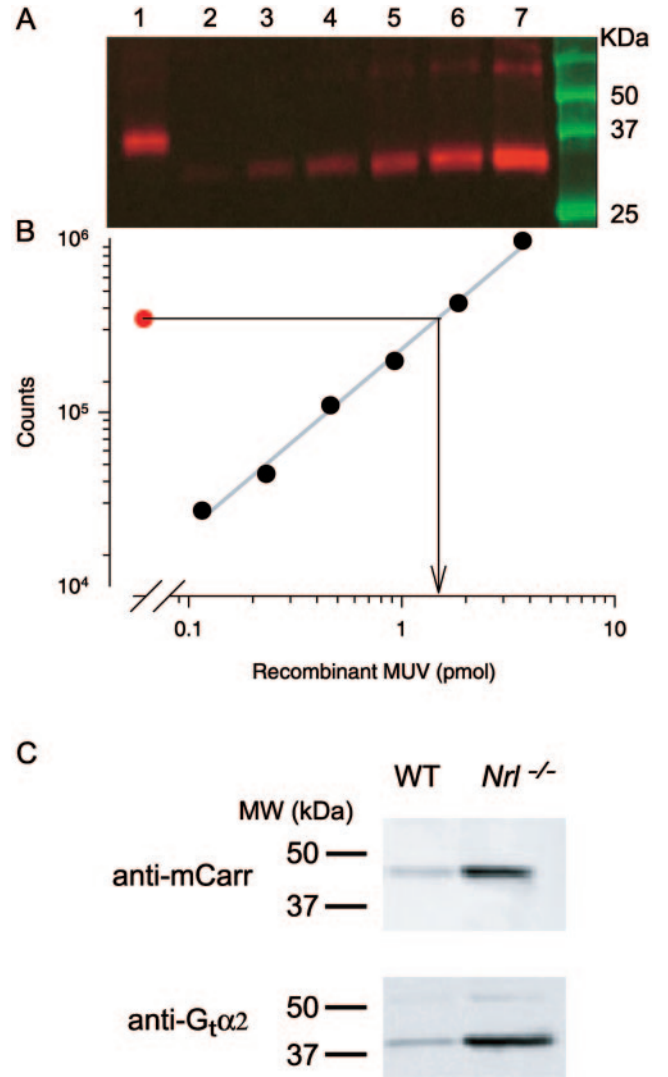 A
1 2 3 4 5 6 7
KDa
50
37
25
B
10⁶
10⁵
10⁴
Counts
0.1 1 10
Recombinant MUV (pmol)
C
WT Nrl -/-
MW (kDa)
anti-mCarr
50
37
anti-Gₜα2
50
37